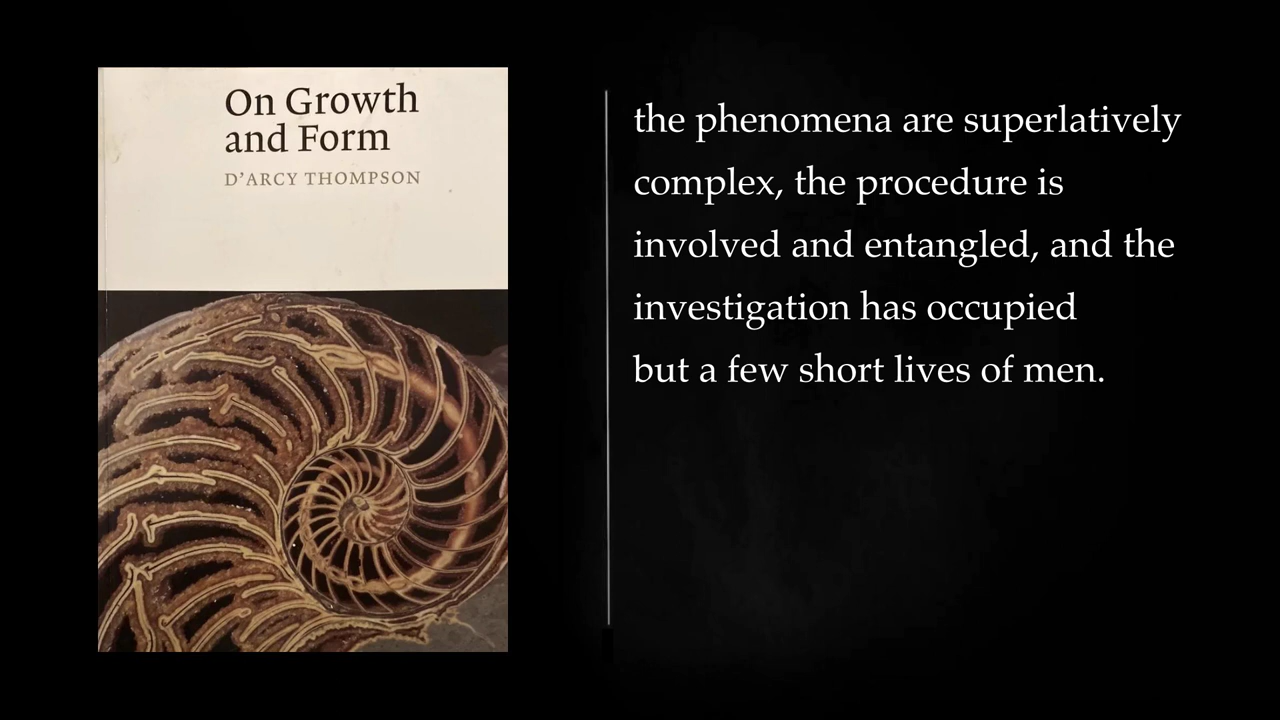 On Growth
and Form
D'ARCY THOMPSON
the phenomena are superlatively
complex, the procedure is
involved and entangled, and the
investigation has occupied
but a few short lives of men.